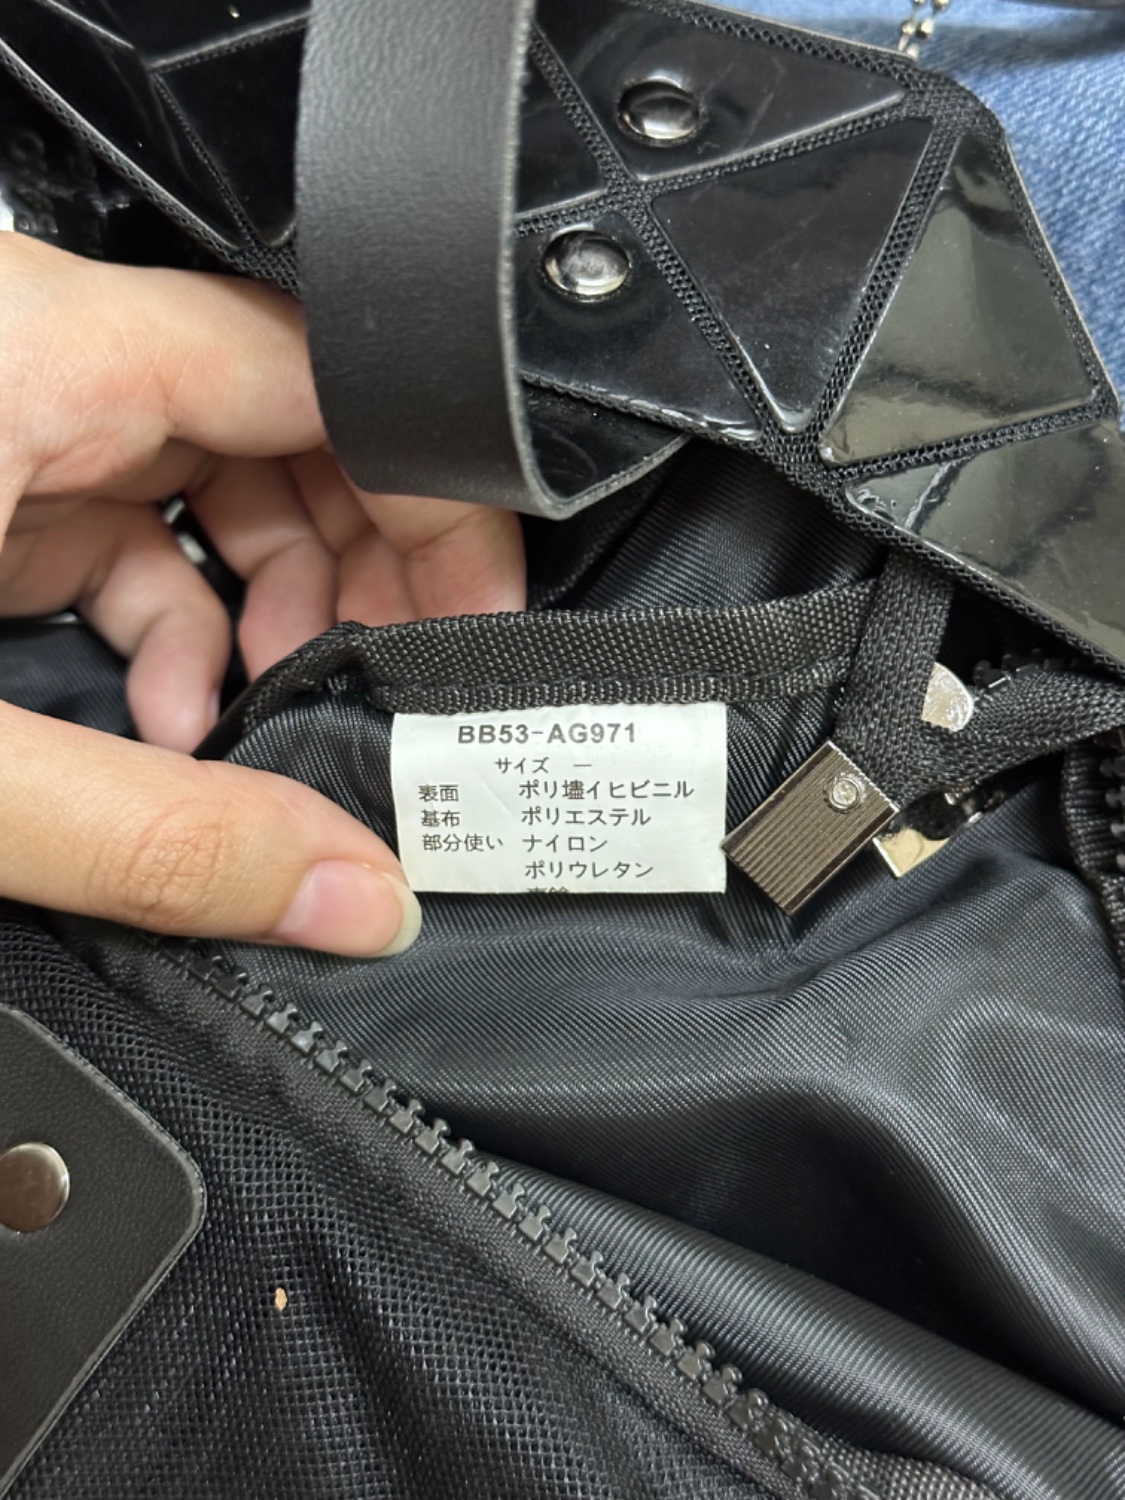 BB53-AG971
サイズ ー
表面 ポリ塩イヒビニル
基布 ポリエステル
部分使い ナイロン
ポリウレタン